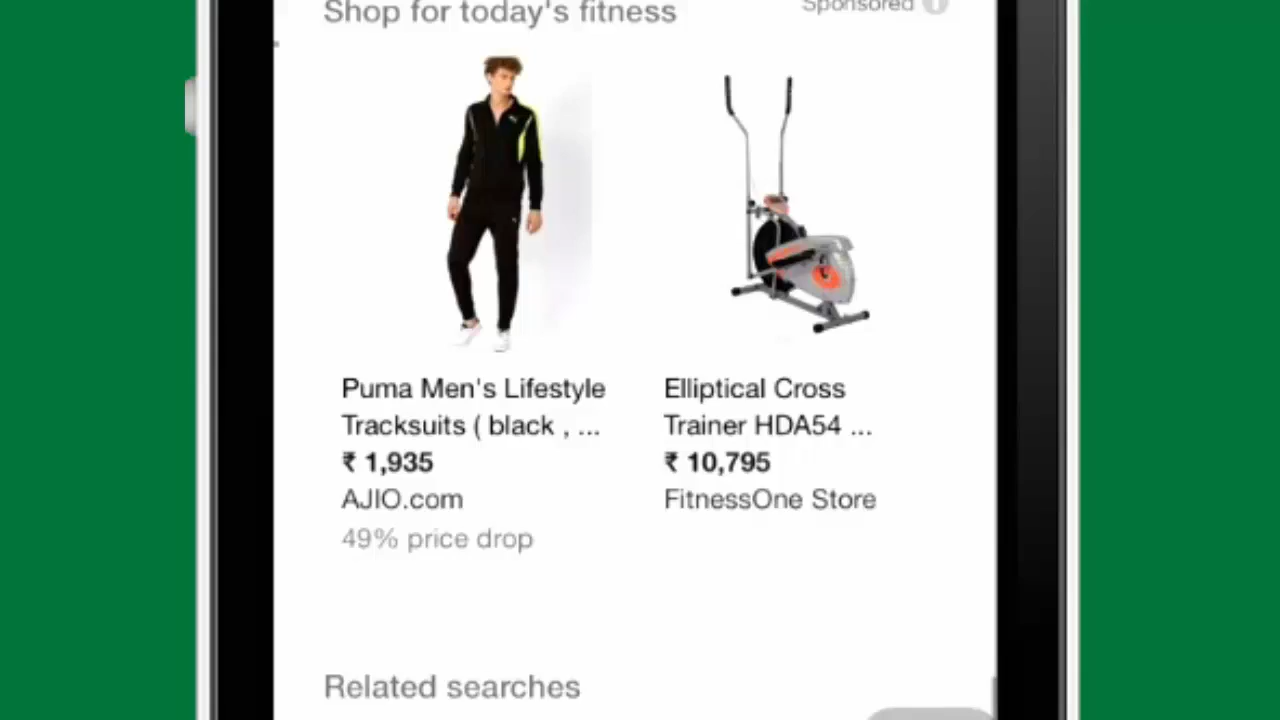 Shop for today's fitness
Sponsored
Puma Men's Lifestyle
Tracksuits ( black , ...
₹ 1,935
AJIO.com
49% price drop
Elliptical Cross
Trainer HDA54 ...
₹ 10,795
FitnessOne Store
Related searches